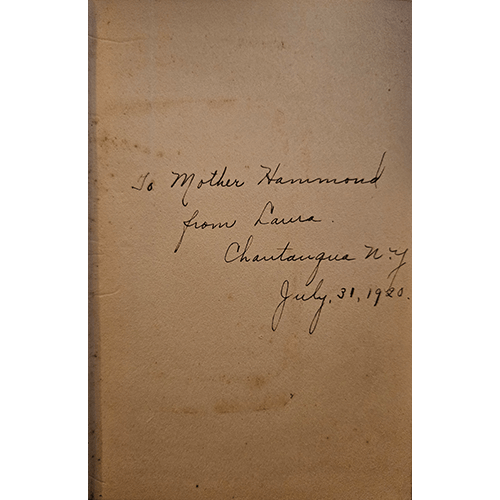 To Mother Hammond
from Laura.
Chautauqua N.Y
July, 31, 1920.